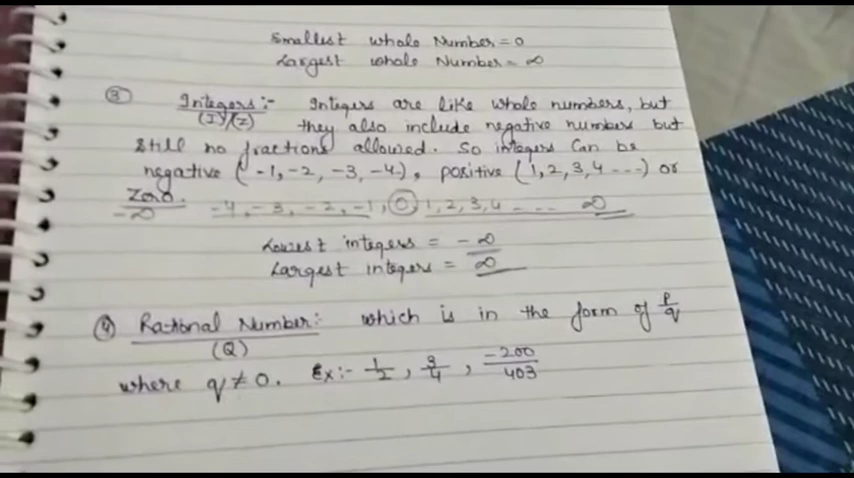 Smallest whole Number = 0
Largest whole Number = ∞
③ Integers :- Integers are like whole numbers, but
(I)/(Z) they also include negative numbers but
still no fractions allowed. So integers can be
negative (-1, -2, -3, -4), positive (1, 2, 3, 4 ----) or
Zero.
-∞ -4, -3, -2, -1, 0, 1, 2, 3, 4 - - - - ∞
Lowest integers = -∞
Largest integers = ∞
④ Rational Number: which is in the form of p/q
(Q)
where q ≠ 0. Ex:- 1/2, 3/4, -200/403